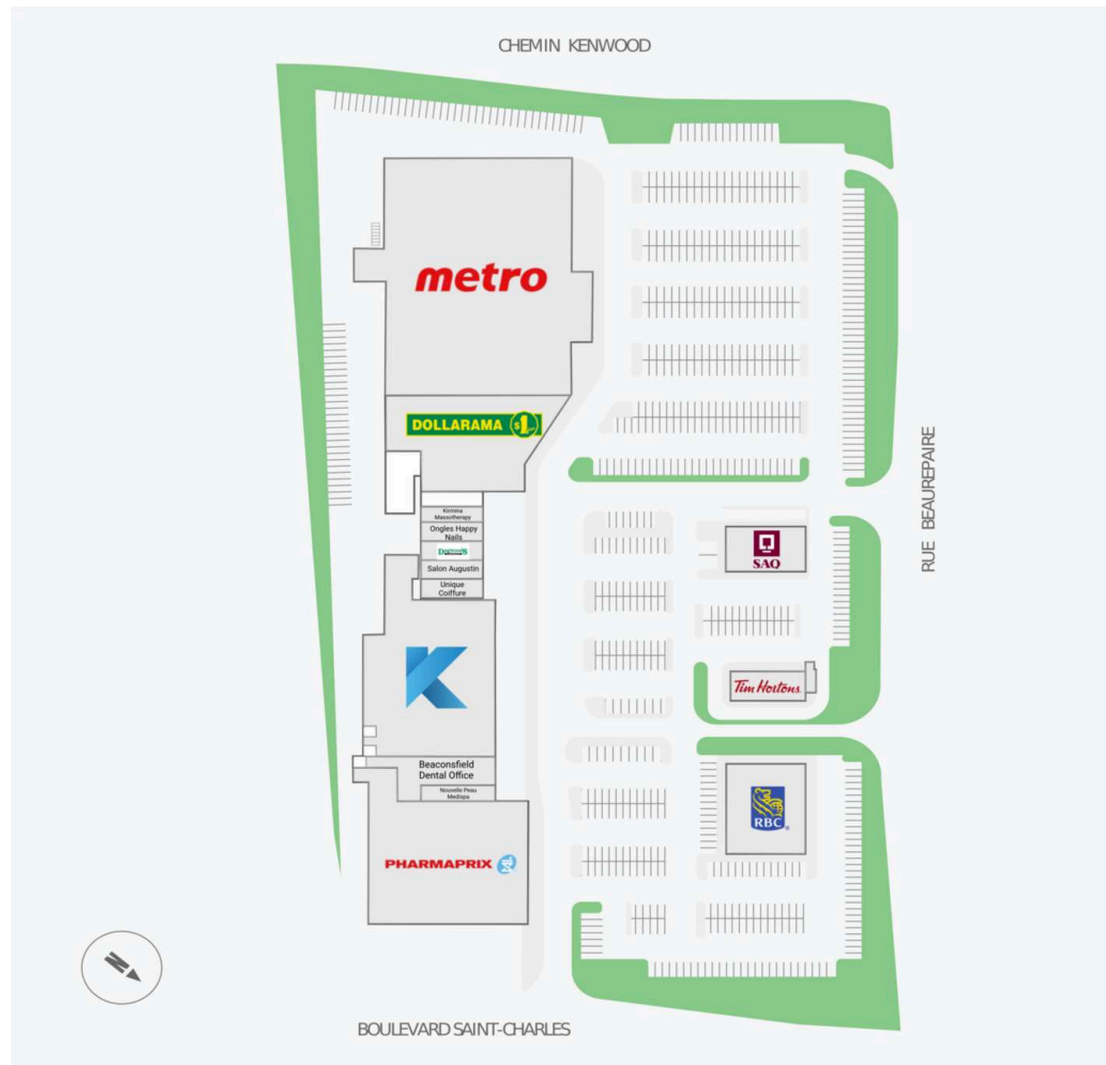 CHEMIN KENWOOD
metro
DOLLARAMA $1
Kirmina
Massotherapy
Ongles Happy
Nails
Salon Augustin
Unique
Coiffure
K
Beaconsfield
Dental Office
Nouvelle Peau
Medispa
PHARMAPRIX
SAQ
Tim Hortons
RBC
RUE BEAUREPAIRE
N
BOULEVARD SAINT-CHARLES